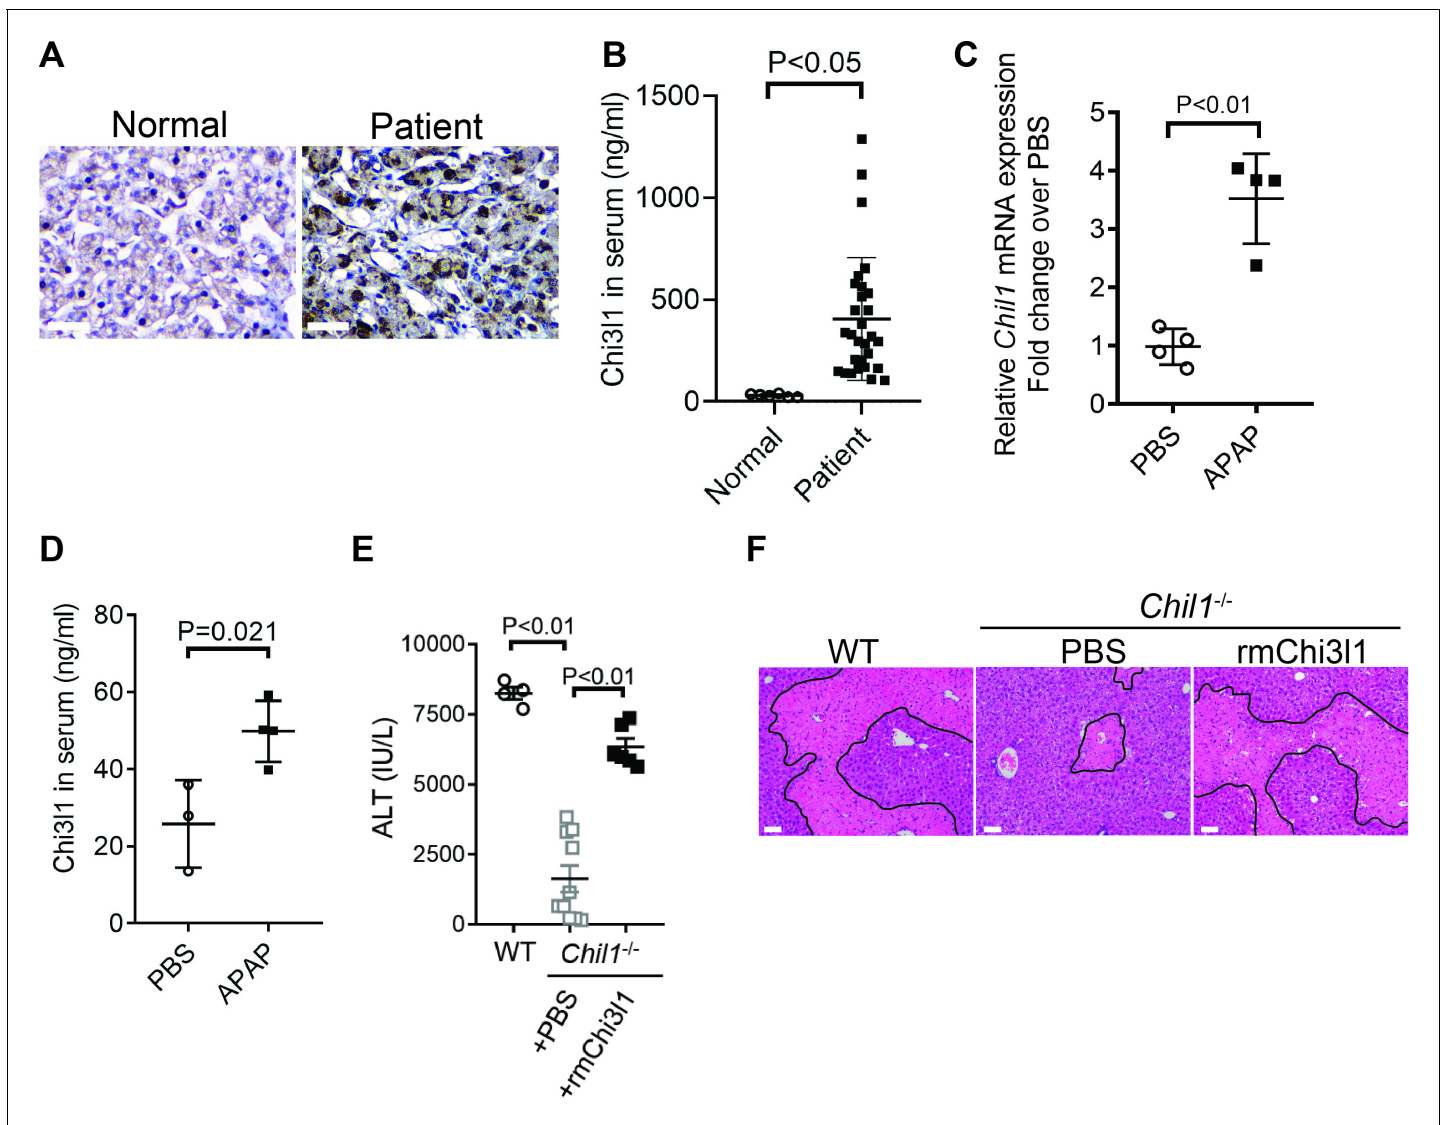 A
Normal
Patient
B
Chi3l1 in serum (ng/ml)
P<0.05
1500
1000
500
0
Normal
Patient
C
Relative Chil1 mRNA expression
Fold change over PBS
P<0.01
5
4
3
2
1
0
PBS
APAP
D
Chi3l1 in serum (ng/ml)
P=0.021
80
60
40
20
0
PBS
APAP
E
ALT (IU/L)
P<0.01
P<0.01
10000
7500
5000
2500
0
WT
Chil1-/-
+PBS
+rmChi3l1
F
Chil1-/-
WT
PBS
rmChi3l1